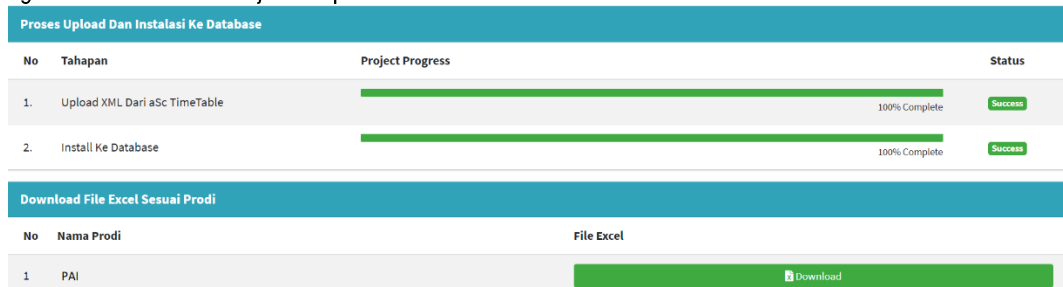 Proses Upload Dan Instalasi Ke Database
No Tahapan Project Progress Status
1. Upload XML Dari aSc TimeTable 100% Complete Success
2. Install Ke Database 100% Complete Success
Download File Excel Sesuai Prodi
No Nama Prodi File Excel
1 PAI Download